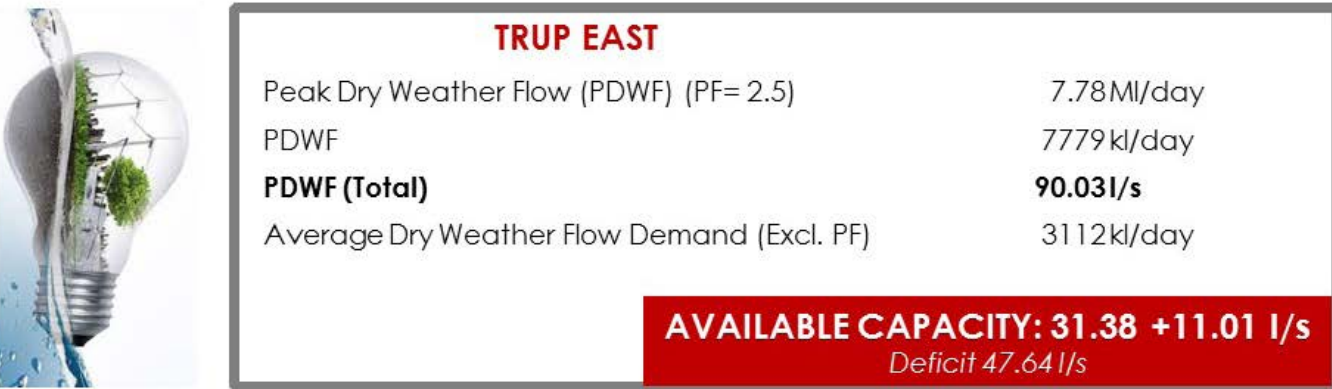 TRUP EAST
Peak Dry Weather Flow (PDWF) (PF= 2.5) 7.78Ml/day
PDWF 7779kl/day
PDWF (Total) 90.03l/s
Average Dry Weather Flow Demand (Excl. PF) 3112kl/day
AVAILABLE CAPACITY: 31.38 +11.01 l/s
Deficit 47.64 l/s